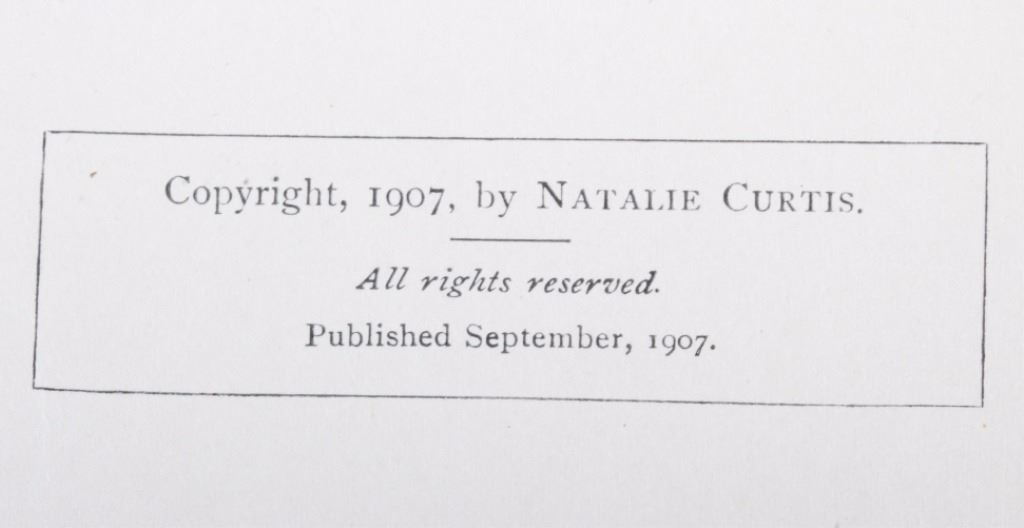 Copyright, 1907, by NATALIE CURTIS.
All rights reserved.
Published September, 1907.